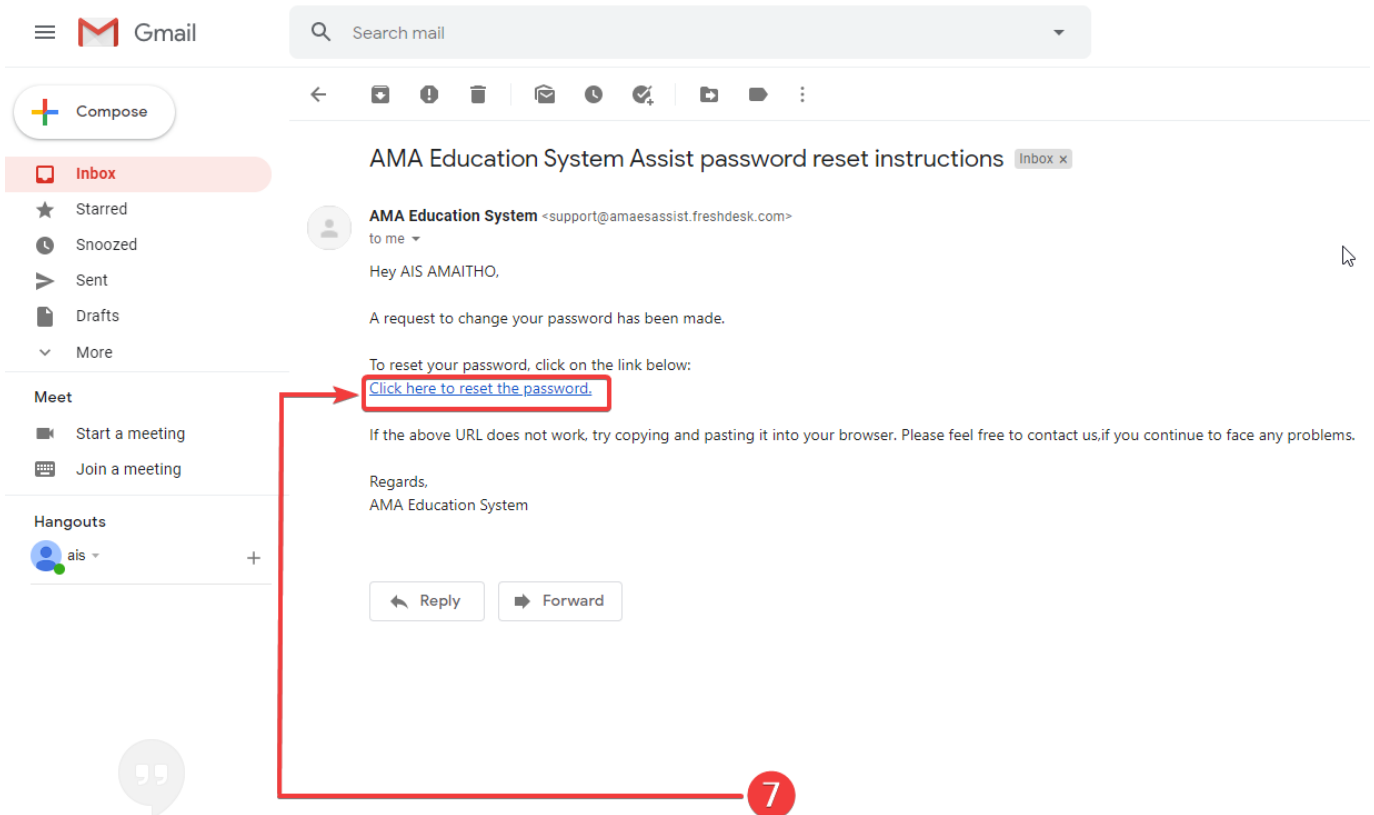 Gmail
Search mail
Compose
Inbox
Starred
Snoozed
Sent
Drafts
More
Meet
Start a meeting
Join a meeting
Hangouts
ais
AMA Education System Assist password reset instructions Inbox x
AMA Education System <support@amaesassist.freshdesk.com>
to me
Hey AIS AMAITHO,
A request to change your password has been made.
To reset your password, click on the link below:
Click here to reset the password.
If the above URL does not work, try copying and pasting it into your browser. Please feel free to contact us,if you continue to face any problems.
Regards,
AMA Education System
Reply Forward
7